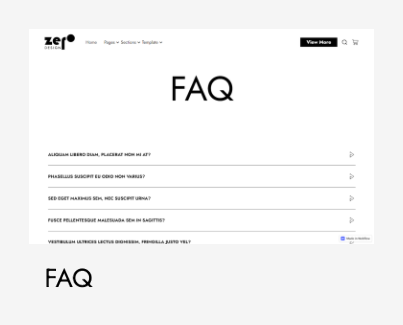 zero
DESIGN
Home Pages Sections Template
View More
FAQ
ALIQUAM LIBERO DIAM, PLACERAT NON MI AT?
PHASELLUS SUSCIPIT EU ODIO NON VARIUS?
SED EGET MAXIMUS SEM, NEC SUSCIPIT URNA?
FUSCE PELLENTESQUE MALESUADA SEM IN SAGITTIS?
VESTIBULUM ULTRICES LECTUS DIGNISSIM, FRINGILLA JUSTO VEL?
Made in Webflow
FAQ